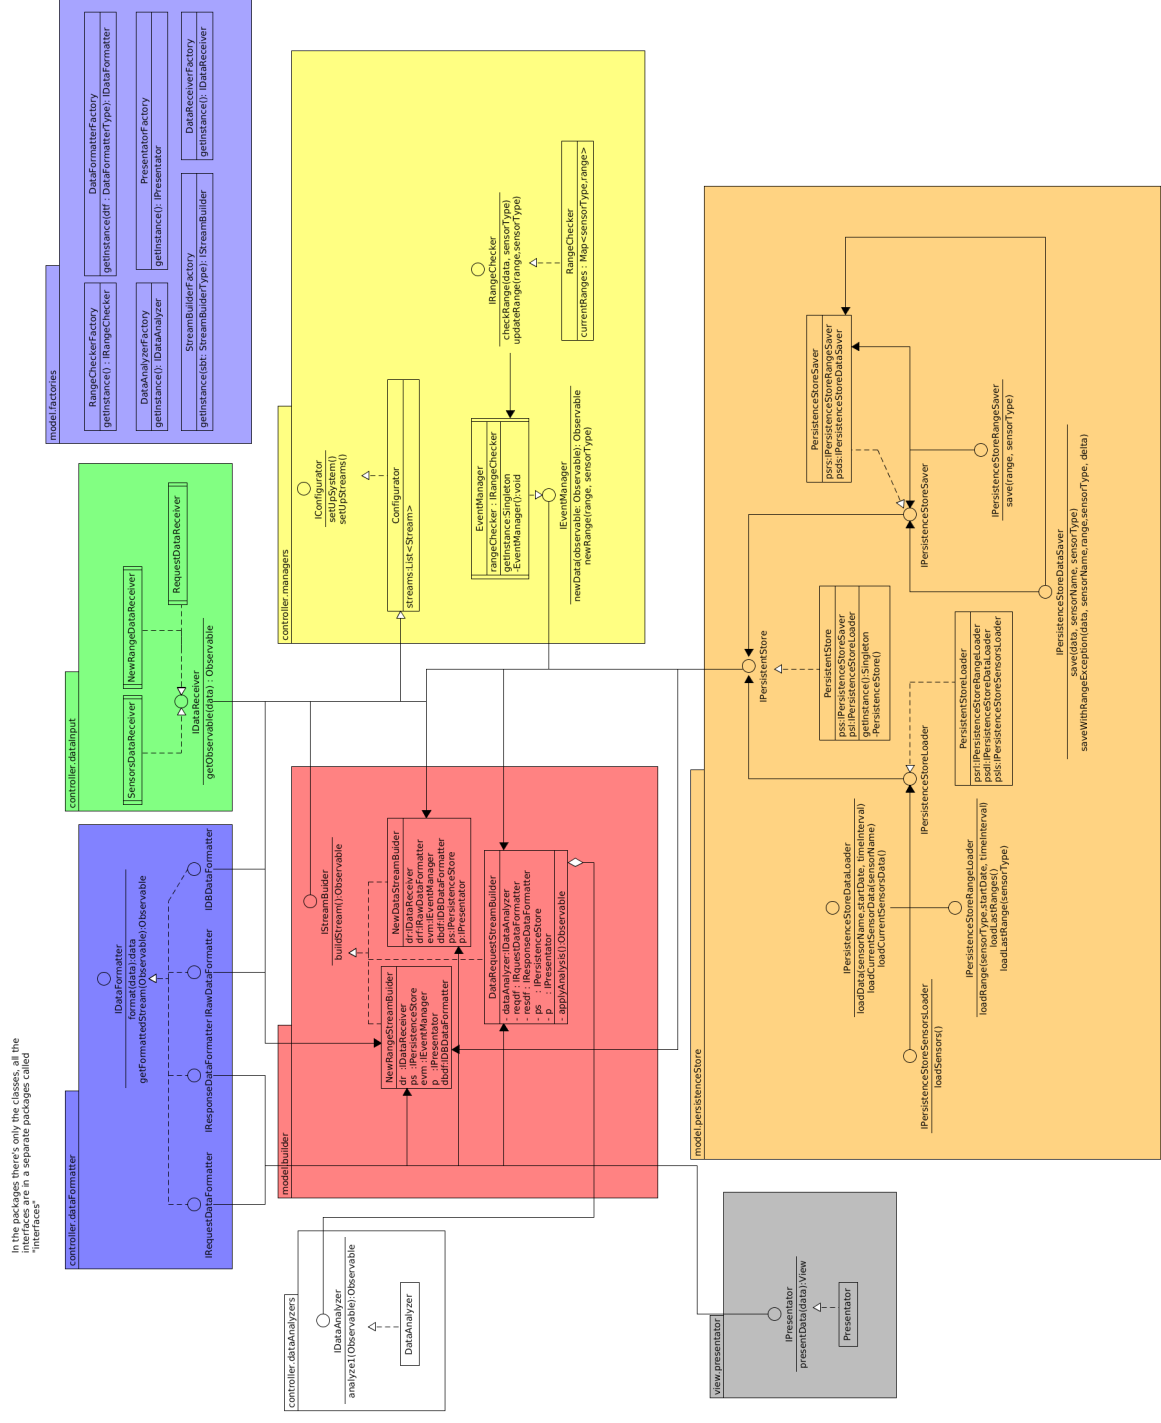 In the packages there's only the classes, all the
interfaces are in a separate packages called
"interfaces"
controller.dataFormatter
IDataFormatter
format(data):data
getFormattedStream(Observable):Observable
IRequestDataFormatter
IResponseDataFormatter
IRawDataFormatter
IDBDataFormatter
controller.dataInput
SensorsDataReceiver
NewRangeDataReceiver
RequestDataReceiver
IDataReceiver
getObservable(data) : Observable
model.factories
RangeCheckerFactory
getInstance() : IRangeChecker
DataFormatterFactory
getInstance(dtf : DataFormatterType): IDataFormatter
DataAnalyzerFactory
getInstance(): IDataAnalyzer
PresentatorFactory
getInstance(): IPresentator
StreamBuilderFactory
getInstance(sbt: StreamBuiderType): IStreamBuilder
DataReceiverFactory
getInstance(): IDataReceiver
controller.dataAnalyzers
IDataAnalyzer
analyze1(Observable):Observable
DataAnalyzer
model.builder
IStreamBuider
buildStream():Observable
NewRangeStreamBuider
dr :IDataReceiver
ps :IPersistenceStore
evm :IEventManager
p :IPresentator
dbdf:IDBDataFormatter
NewDataStreamBuider
dr:IDataReceiver
drf:IRawDataFormatter
evm:IEventManager
dbdf:IDBDataFormatter
ps:IPersistenceStore
p:IPresentator
DataRequestStreamBuilder
- dataAnalyzer:IDataAnalyzer
- reqdf : IRquestDataFormatter
- resdf : IResponseDataFormatter
- ps : IPersistenceStore
- p : IPresentator
- applyAnalysis():Observable
controller.managers
IConfigurator
setUpSystem()
setUpStreams()
Configurator
streams:List<Stream>
EventManager
rangeChecker : IRangeChecker
getInstance:Singleton
-EventManager():void
IEventManager
newData(observable: Observable): Observable
newRange(range, sensorType)
IRangeChecker
checkRange(data, sensorType)
updateRange(range,sensorType)
RangeChecker
currentRanges : Map<sensorType,range>
view.presentator
IPresentator
presentData(data):View
Presentator
model.persistenceStore
IPersistentStore
PersistentStore
pss:IPersistenceStoreSaver
psl:IPersistenceStoreLoader
getInstance():Singleton
-PersistenceStore()
PersistenceStoreSaver
psrs:IPersistenceStoreRangeSaver
psds:IPersistenceStoreDataSaver
IPersistenceStoreSaver
IPersistenceStoreRangeSaver
save(range, sensorType)
IPersistenceStoreDataSaver
save(data, sensorName, sensorType)
saveWithRangeException(data, sensorName,range,sensorType, delta)
IPersistenceStoreLoader
PersistentStoreLoader
psrl:IPersistenceStoreRangeLoader
psdl:IPersistenceStoreDataLoader
psls:IPersistenceStoreSensorsLoader
IPersistenceStoreDataLoader
loadData(sensorName,startDate, timeInterval)
loadCurrentSensorData(sensorName)
loadCurrentSensorsData()
IPersistenceStoreRangeLoader
loadRange(sensorType,startDate, timeInterval)
loadLastRanges()
loadLastRange(sensorType)
IPersistenceStoreSensorsLoader
loadSensors()